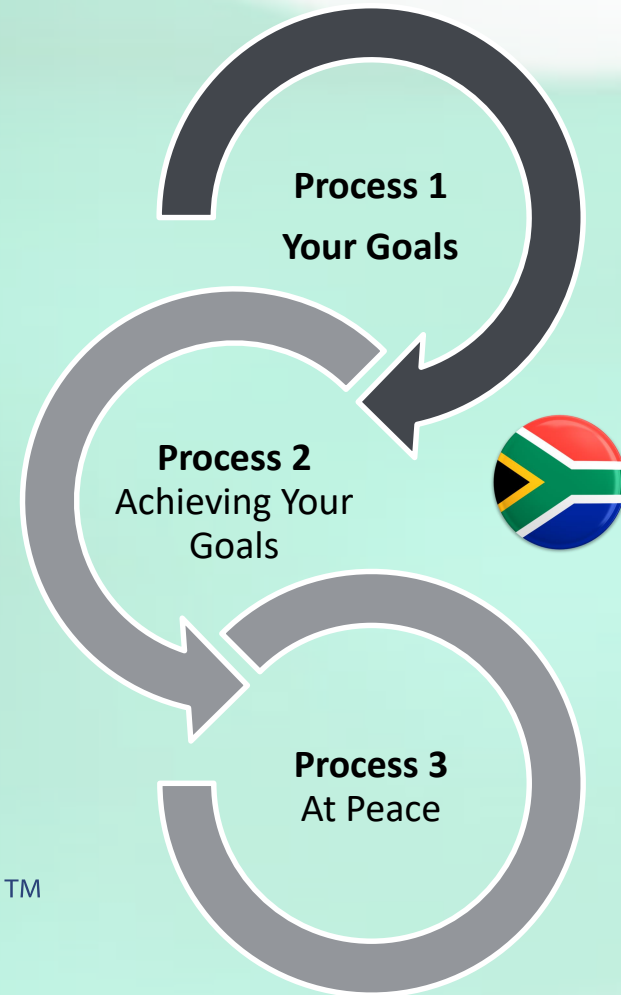 Process 1
Your Goals
Process 2
Achieving Your
Goals
Process 3
At Peace
TM